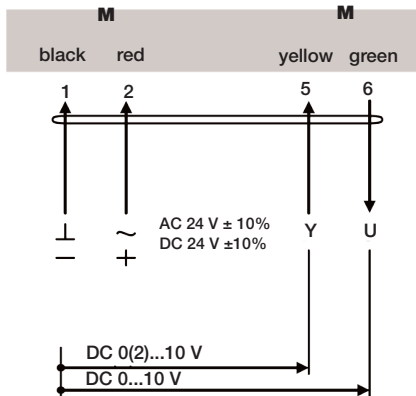 M M
black red yellow green
1 2 5 6
AC 24 V ± 10%
DC 24 V ±10%
⊥ ~ Y U
− +
DC 0(2)...10 V
DC 0...10 V